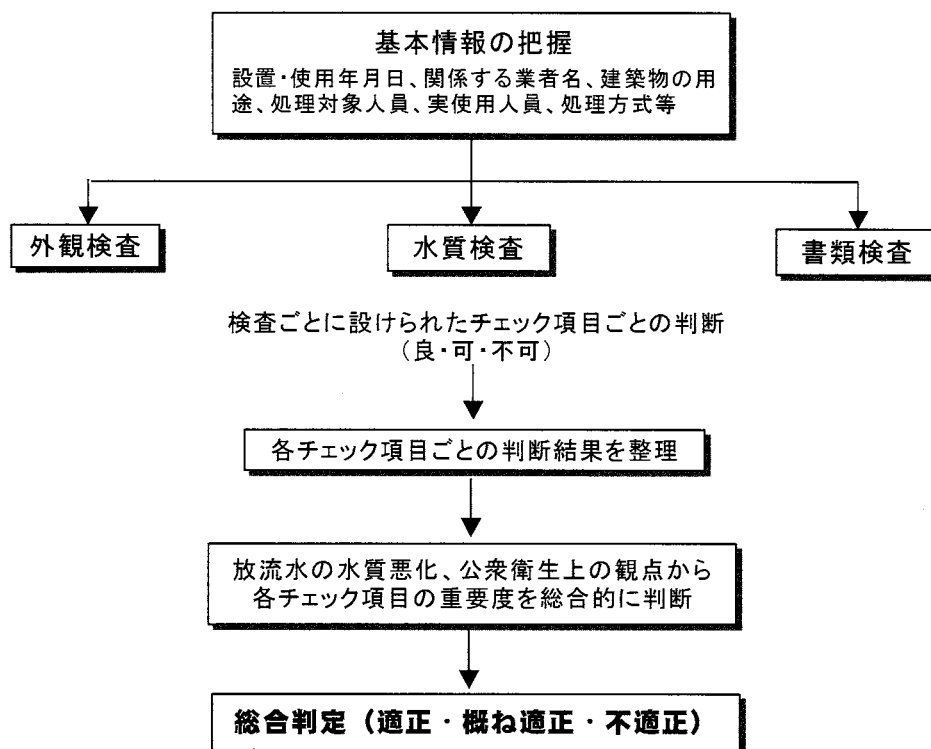 基本情報の把握
設置・使用年月日、関係する業者名、建築物の用
途、処理対象人員、実使用人員、処理方式等
外観検査
水質検査
書類検査
検査ごとに設けられたチェック項目ごとの判断
（良・可・不可）
各チェック項目ごとの判断結果を整理
放流水の水質悪化、公衆衛生上の観点から
各チェック項目の重要度を総合的に判断
総合判定（適正・概ね適正・不適正）